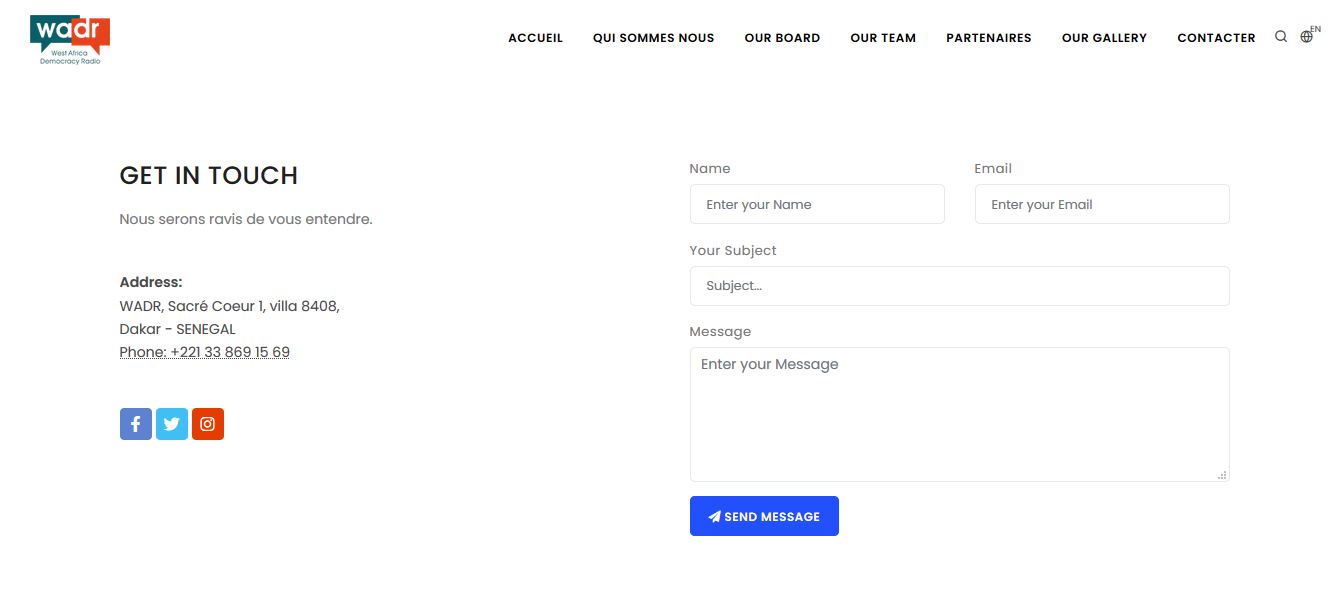 wadr
West Africa
Democracy Radio
ACCUEIL QUI SOMMES NOUS OUR BOARD OUR TEAM PARTENAIRES OUR GALLERY CONTACTER EN
GET IN TOUCH
Nous serons ravis de vous entendre.
Address:
WADR, Sacré Coeur 1, villa 8408,
Dakar - SENEGAL
Phone: +221 33 869 15 69
Name Email
Enter your Name Enter your Email
Your Subject
Subject...
Message
Enter your Message
SEND MESSAGE